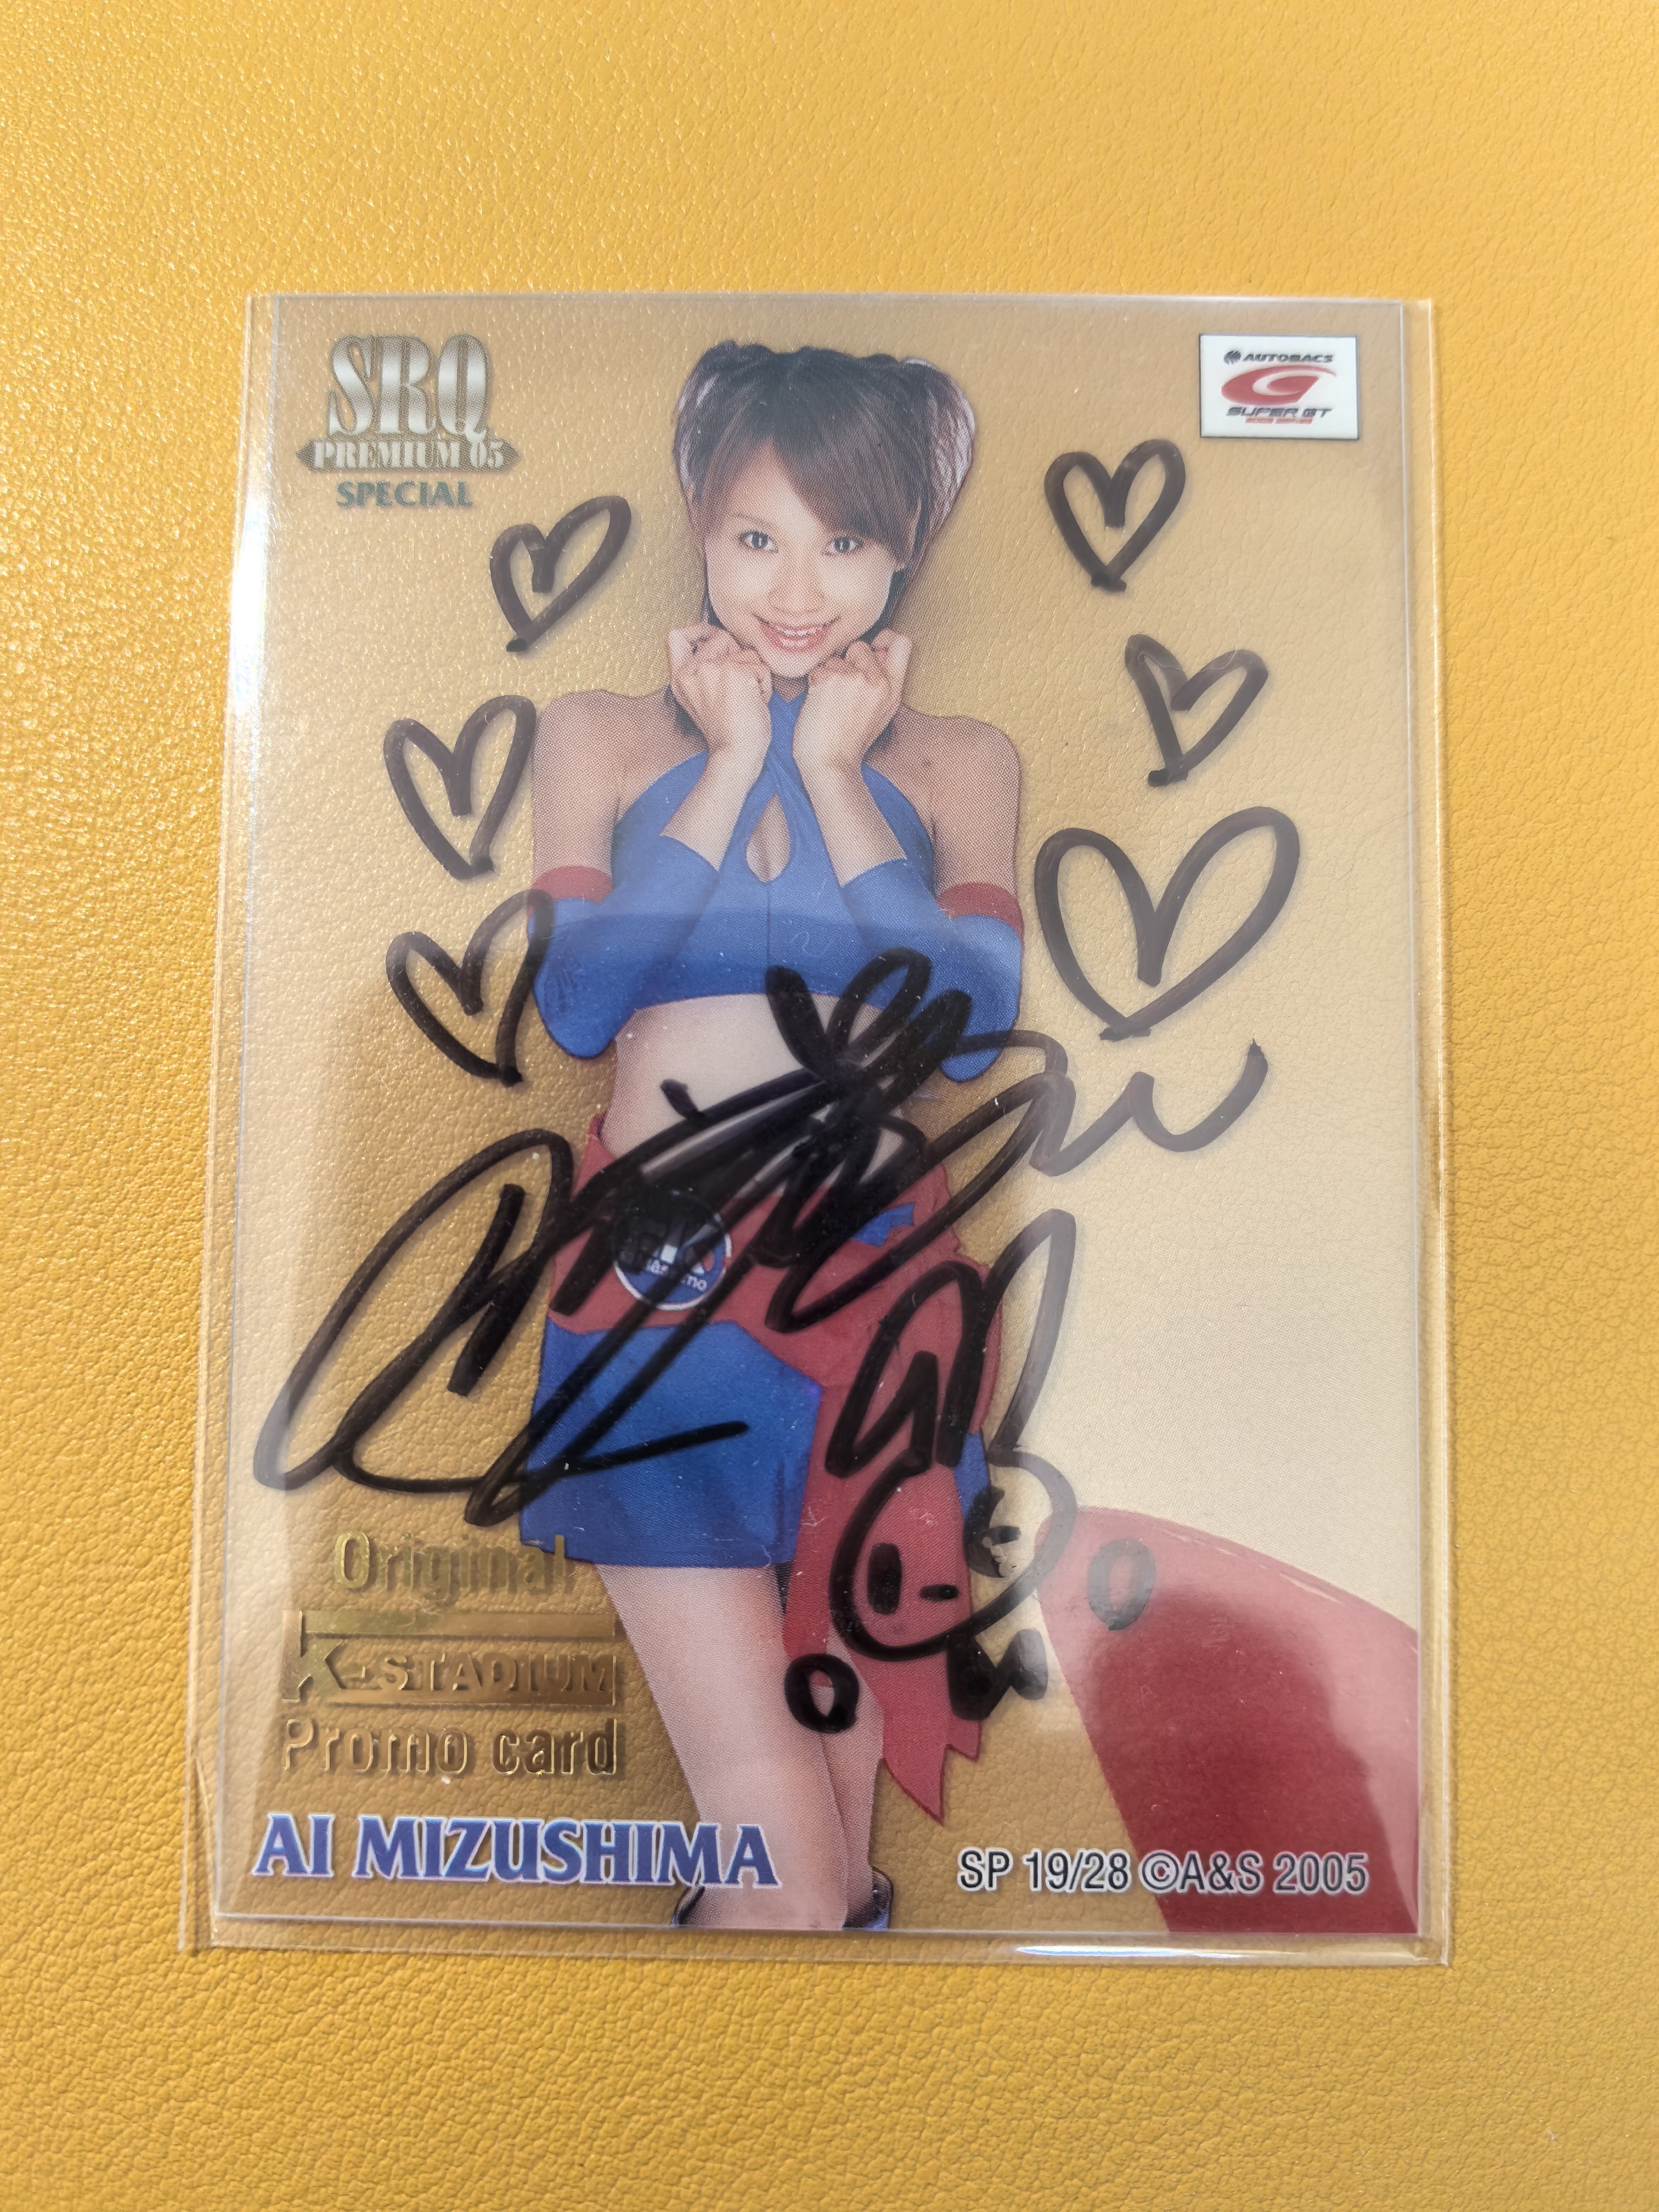 SRQ
PREMIUM 05
SPECIAL
AUTOBACS
SUPER GT
Original
K-STADIUM
Promo card
AI MIZUSHIMA
SP 19/28 ©A&S 2005